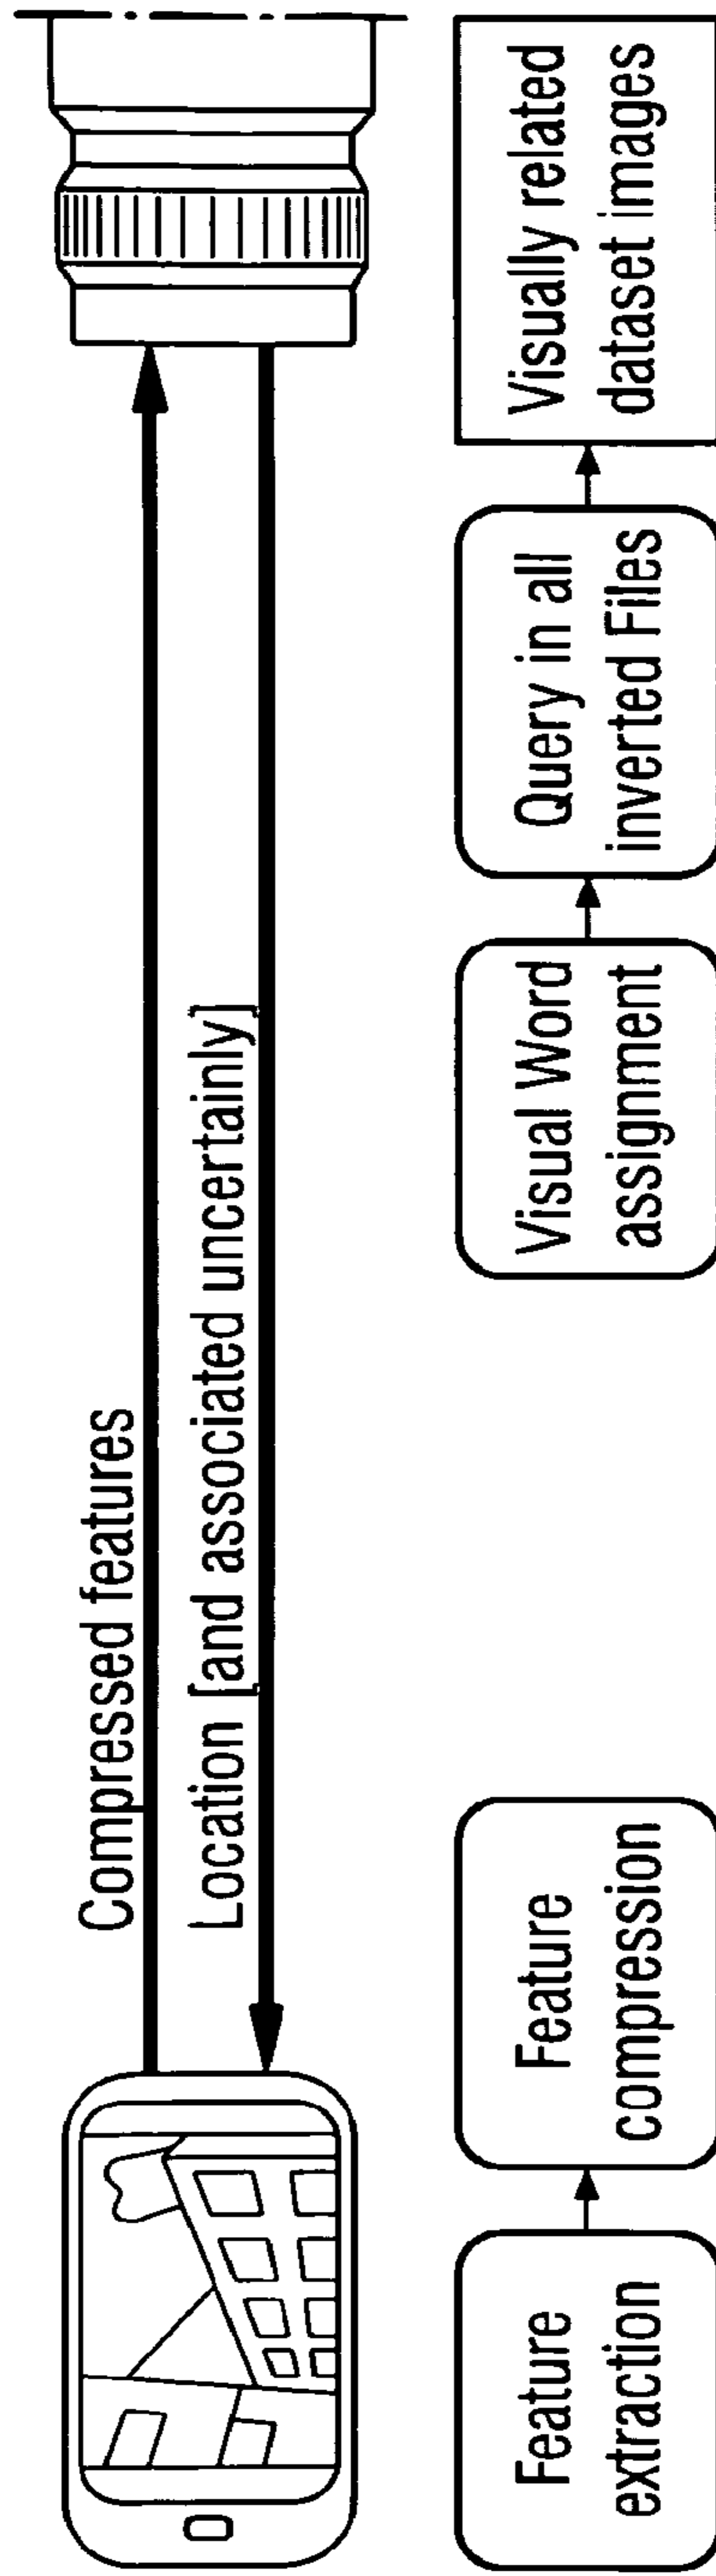 Compressed features
Location [and associated uncertainly]
Feature
extraction
Feature
compression
Visual Word
assignment
Query in all
inverted Files
Visually related
dataset images